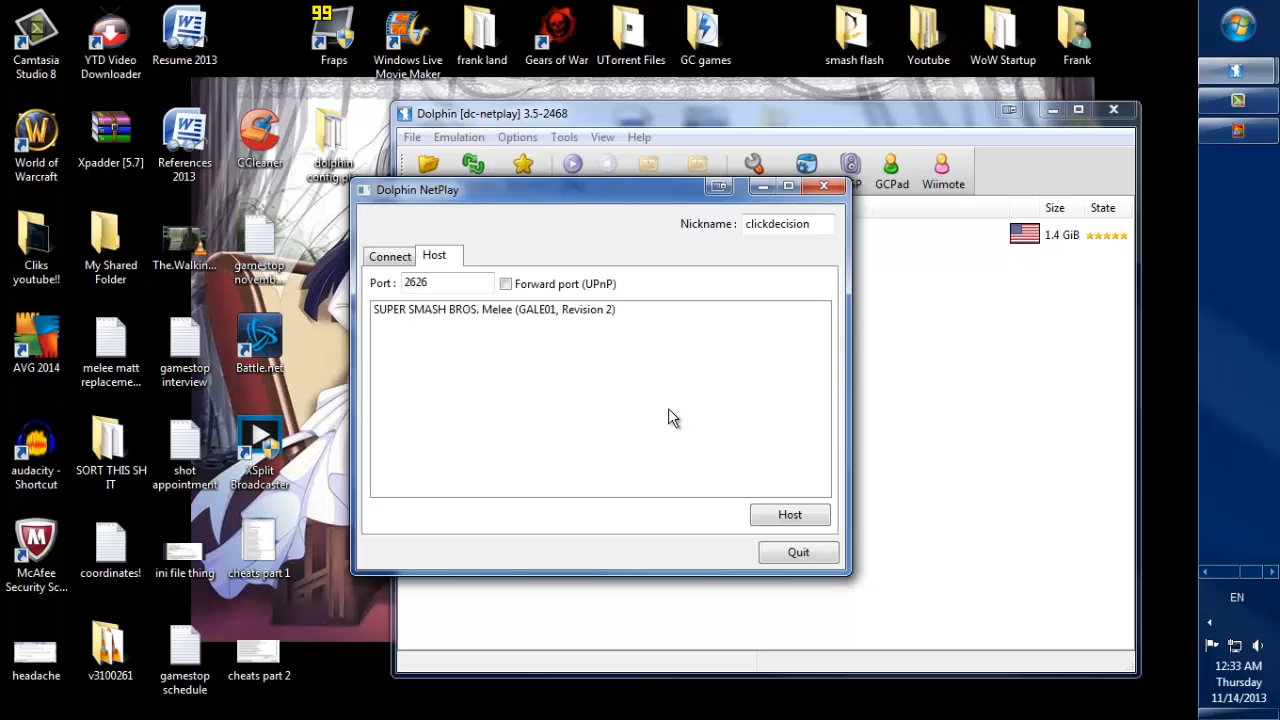 99
Camtasia
Studio 8
YTD Video
Downloader
Resume 2013
Fraps
Windows Live
Movie Maker
frank land
Gears of War
UTorrent Files
GC games
smash flash
Youtube
WoW Startup
Frank
World of
Warcraft
Xpadder [5.7]
References
2013
CCleaner
dolphin
Dolphin [dc-netplay] 3.5-2468
File Emulation Options Tools View Help
GCPad
Wiimote
Size
State
1.4 GiB
Dolphin NetPlay
Nickname :
clickdecision
Connect
Host
Port :
2626
Forward port (UPnP)
SUPER SMASH BROS. Melee (GALE01, Revision 2)
Host
Quit
Cliks
youtube!!
My Shared
Folder
The.Walkin...
gamestop
novemb...
AVG 2014
melee matt
replaceme...
gamestop
interview
Battle.net
audacity -
Shortcut
SORT THIS SH
IT
shot
appointment
XSplit
Broadcaster
McAfee
Security Sc...
coordinates!
ini file thing
cheats part 1
headache
v3100261
gamestop
schedule
cheats part 2
EN
12:33 AM
Thursday
11/14/2013